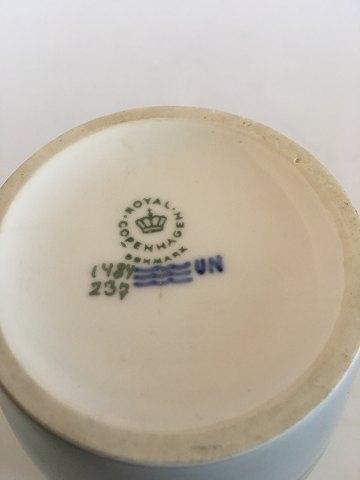 ROYAL
COPENHAGEN
DENMARK
1484 UN
237